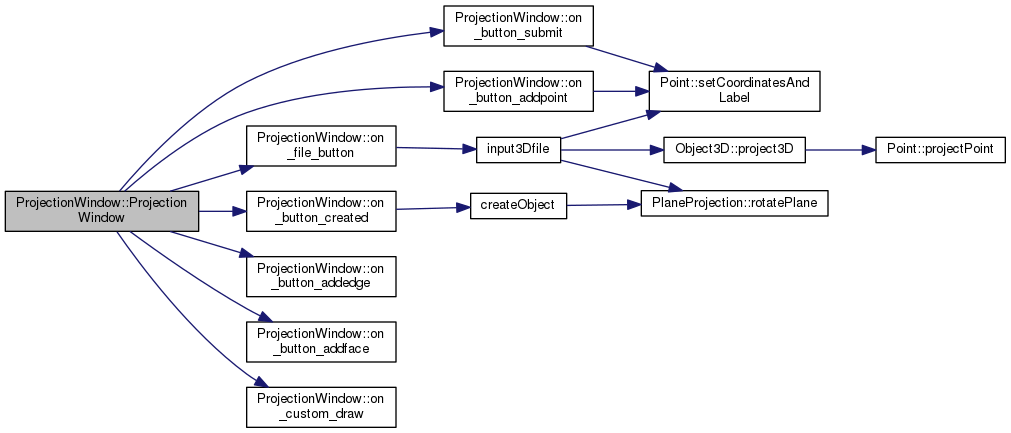 ProjectionWindow::on
_button_submit
Point::setCoordinatesAnd
Label
ProjectionWindow::on
_button_addpoint
ProjectionWindow::on
_file_button
input3Dfile
Object3D::project3D
Point::projectPoint
ProjectionWindow::Projection
Window
ProjectionWindow::on
_button_created
createObject
PlaneProjection::rotatePlane
ProjectionWindow::on
_button_addedge
ProjectionWindow::on
_button_addface
ProjectionWindow::on
_custom_draw